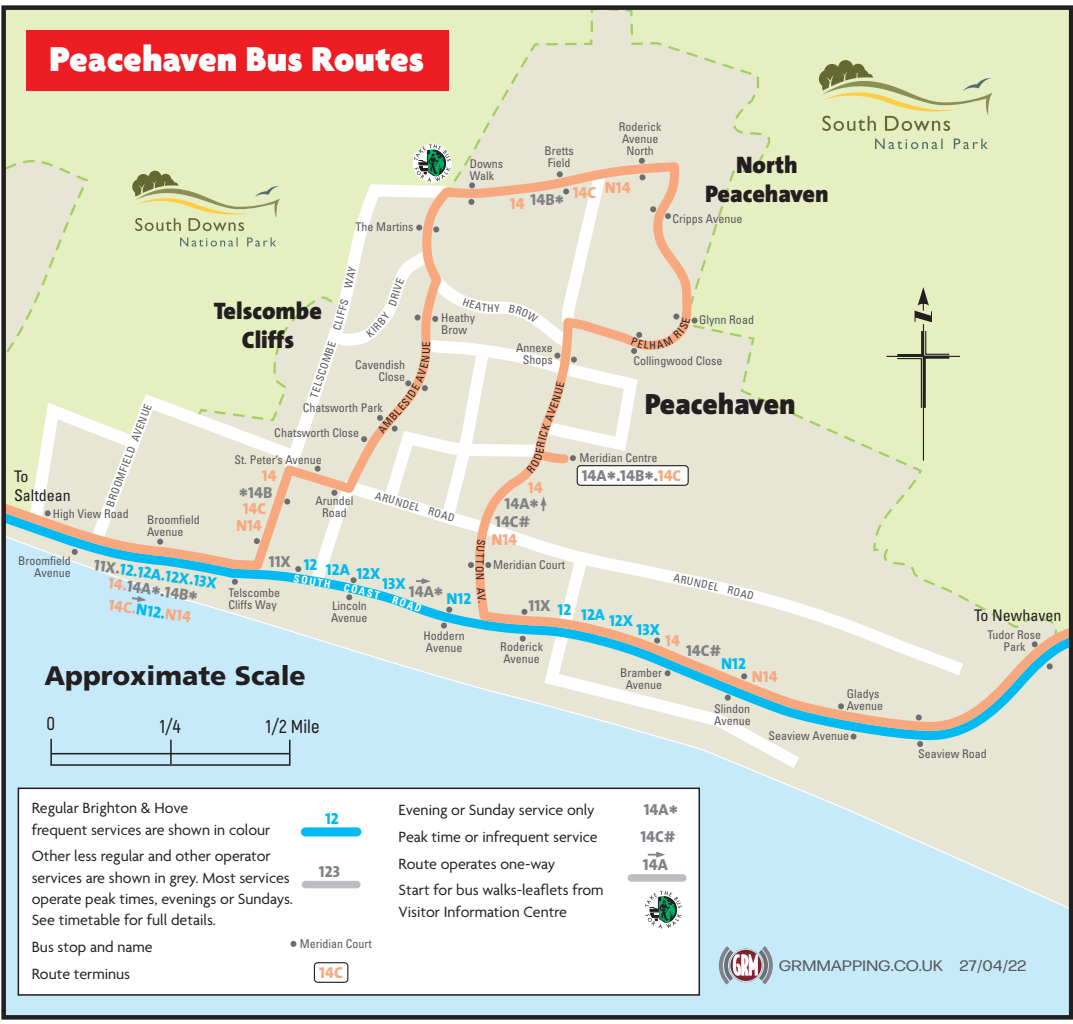 Peacehaven Bus Routes
South Downs
National Park
South Downs
National Park
TAKE THE BUS
FOR A WALK
Downs
Walk
Bretts
Field
Roderick
Avenue
North
North
Peacehaven
14 14B* 14C N14
Cripps Avenue
The Martins
TELSCOMBE CLIFFS WAY
KIRBY DRIVE
HEATHY BROW
Telscombe
Cliffs
Heathy
Brow
Glynn Road
PELHAM RISE
Collingwood Close
Annexe
Shops
Cavendish
Close
AMBLESIDE AVENUE
Chatsworth Park
Chatsworth Close
RODERICK AVENUE
Peacehaven
N
Meridian Centre
14A*.14B*.14C
St. Peter's Avenue
BROOMFIELD AVENUE
14
*14B
14C
N14
Arundel
Road
ARUNDEL ROAD
14
14A*
14C#
N14
SUTTON AV
Meridian Court
ARUNDEL ROAD
To
Saltdean
High View Road
Broomfield
Avenue
Broomfield
Avenue
11X.12.12A.12X.13X
14.14A*.14B*
14C.N12.N14
Telscombe
Cliffs Way
11X 12 12A 12X 13X 14A* N12
SOUTH COAST ROAD
Lincoln
Avenue
Hoddern
Avenue
Roderick
Avenue
11X 12 12A 12X 13X 14 14C# N12 N14
Bramber
Avenue
Slindon
Avenue
Gladys
Avenue
Seaview Avenue
Seaview Road
To Newhaven
Tudor Rose
Park
Approximate Scale
0 1/4 1/2 Mile
Regular Brighton & Hove
frequent services are shown in colour
12
Other less regular and other operator
services are shown in grey. Most services
operate peak times, evenings or Sundays.
See timetable for full details.
123
Bus stop and name
Meridian Court
Route terminus
14C
Evening or Sunday service only
14A*
Peak time or infrequent service
14C#
Route operates one-way
14A
Start for bus walks-leaflets from
Visitor Information Centre
TAKE THE BUS
FOR A WALK
GRM
GRMMAPPING.CO.UK 27/04/22